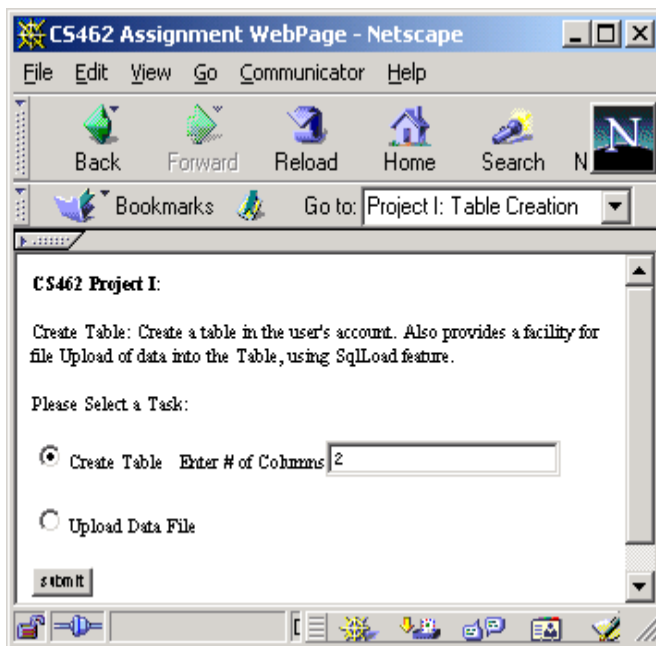 CS462 Assignment WebPage - Netscape
File Edit View Go Communicator Help
Back Forward Reload Home Search N N
Bookmarks Go to: Project I: Table Creation
CS462 Project I:
Create Table: Create a table in the user's account. Also provides a facility for
file Upload of data into the Table, using SqlLoad feature.
Please Select a Task:
Create Table Enter # of Columns 2
Upload Data File
submit